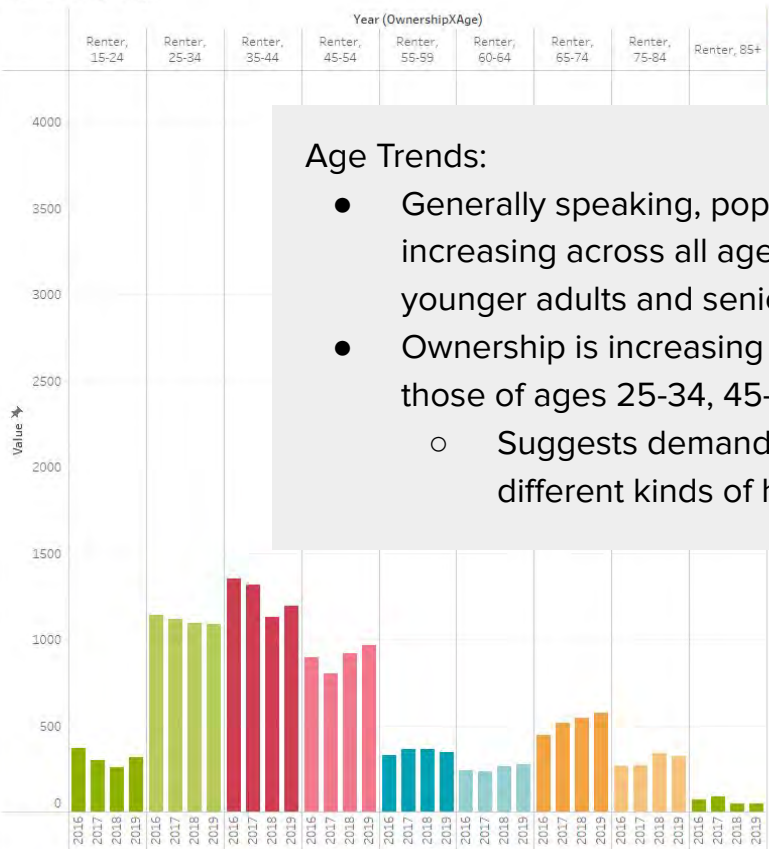 Year (OwnershipXAge)
Renter, 15-24
Renter, 25-34
Renter, 35-44
Renter, 45-54
Renter, 55-59
Renter, 60-64
Renter, 65-74
Renter, 75-84
Renter, 85+
4000
3500
3000
2500
2000
1500
1000
500
0
Value
Age Trends:
● Generally speaking, pop
increasing across all age
younger adults and seni
● Ownership is increasing
those of ages 25-34, 45-
○ Suggests demand
different kinds of
2016 2017 2018 2019 2016 2017 2018 2019 2016 2017 2018 2019 2016 2017 2018 2019 2016 2017 2018 2019 2016 2017 2018 2019 2016 2017 2018 2019 2016 2017 2018 2019 2016 2017 2018 2019